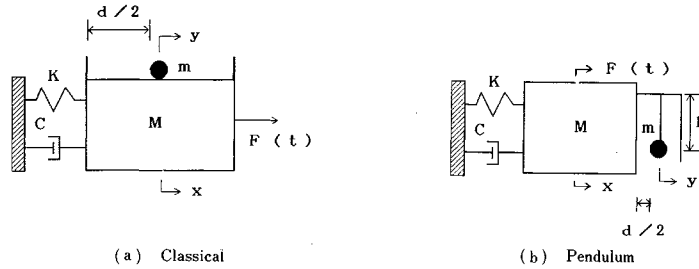 d / 2
y
m
K
C
M
F ( t )
x
( a ) Classical
F ( t )
K
C
M
m
x
y
d / 2
( b ) Pendulum